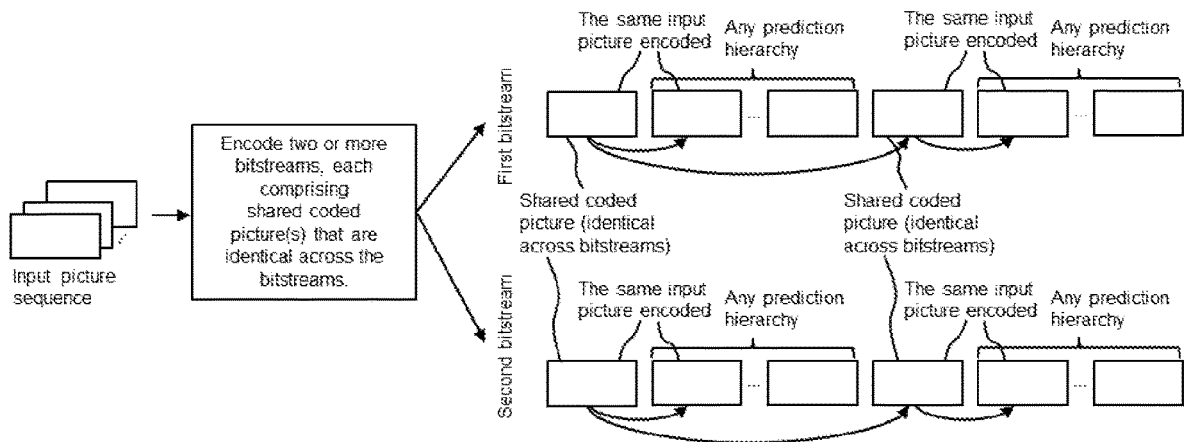 Input picture
sequence
Encode two or more
bitstreams, each
comprising
shared coded
picture(s) that are
identical across the
bitstreams.
First bitstream
The same input
picture encoded
Any prediction
hierarchy
...
The same input
picture encoded
Any prediction
hierarchy
...
Shared coded
picture (identical
across bitstreams)
Shared coded
picture (identical
across bitstreams)
Second bitstream
The same input
picture encoded
Any prediction
hierarchy
...
The same input
picture encoded
Any prediction
hierarchy
...